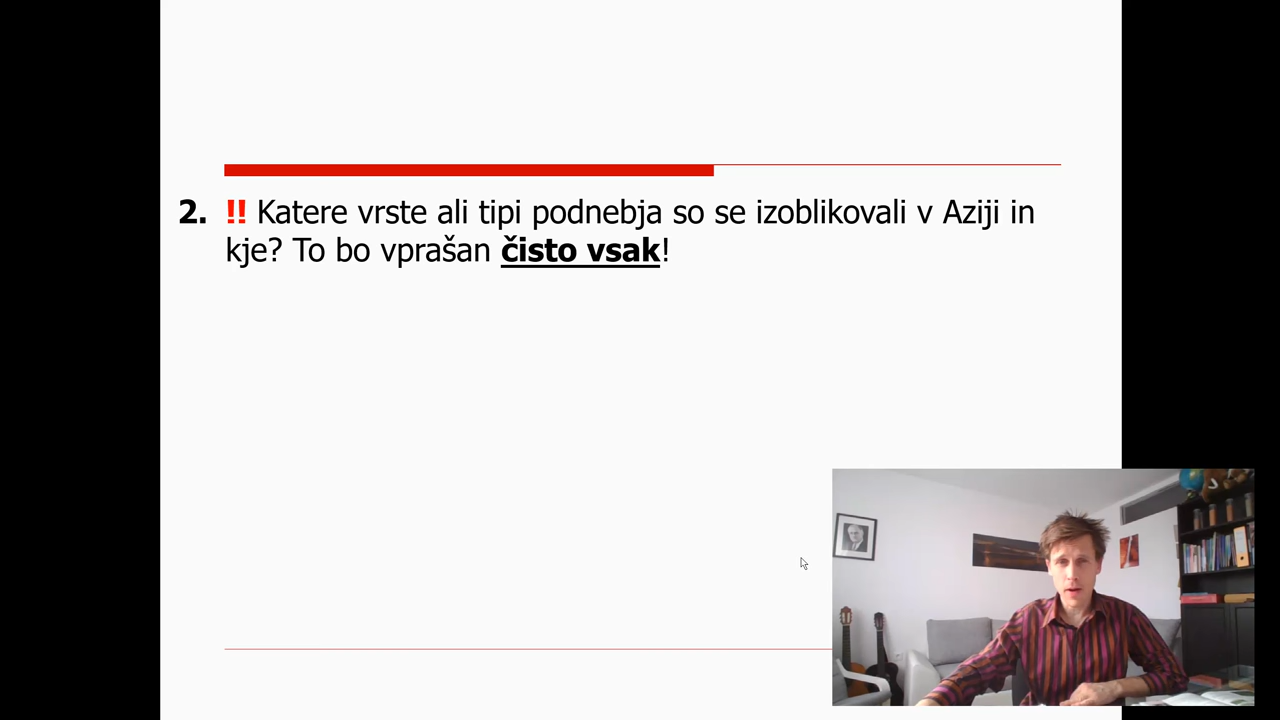 2. !! Katere vrste ali tipi podnebja so se izoblikovali v Aziji in
kje? To bo vprašan čisto vsak!